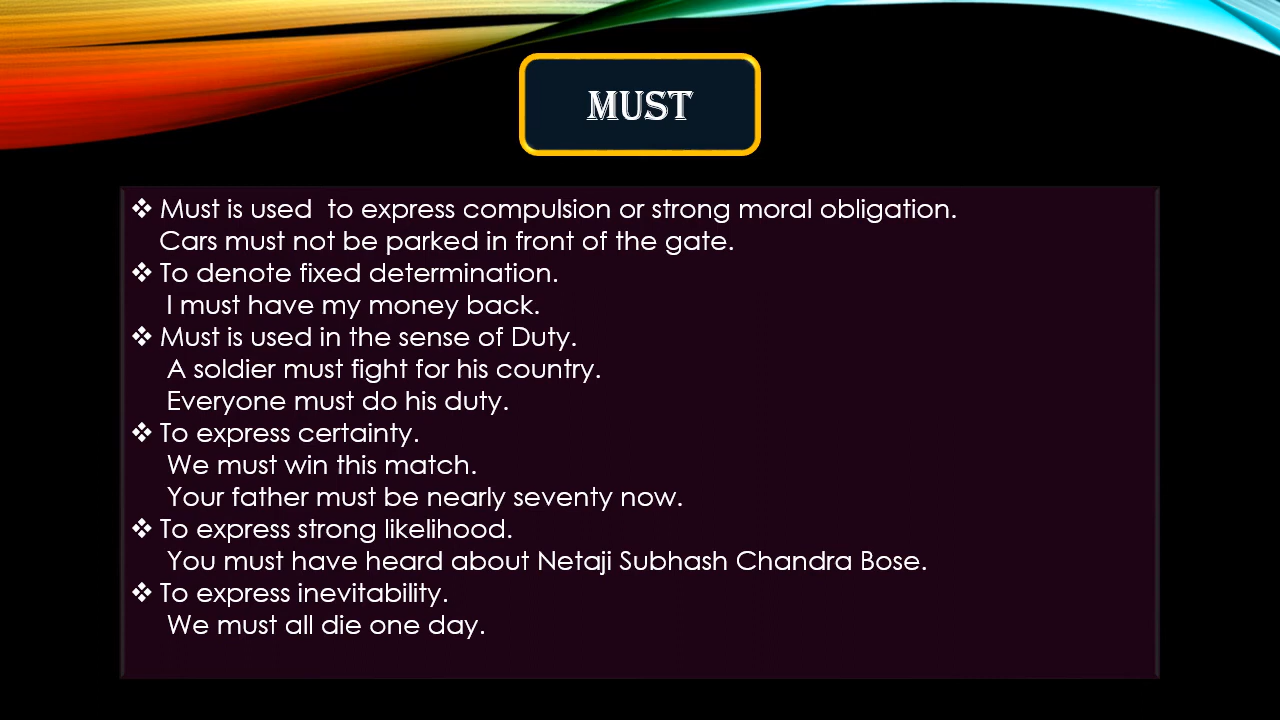 MUST
❖ Must is used  to express compulsion or strong moral obligation.
Cars must not be parked in front of the gate.
❖ To denote fixed determination.
I must have my money back.
❖ Must is used in the sense of Duty.
A soldier must fight for his country.
Everyone must do his duty.
❖ To express certainty.
We must win this match.
Your father must be nearly seventy now.
❖ To express strong likelihood.
You must have heard about Netaji Subhash Chandra Bose.
❖ To express inevitability.
We must all die one day.